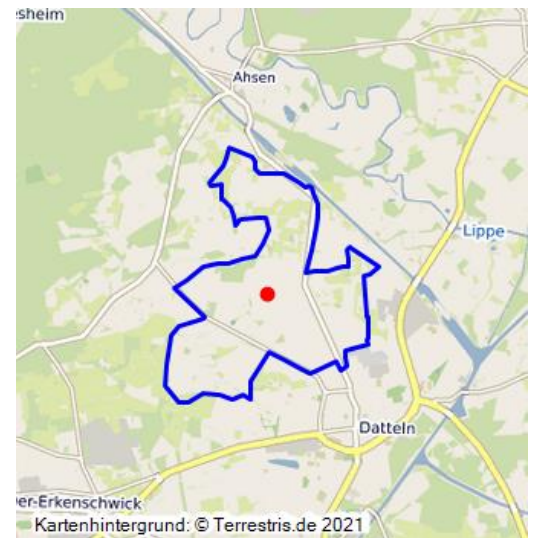 esheim
Ahsen
Lippe
Datteln
er-Erkenschwick
Kartenhintergrund: © Terrestris.de 2021